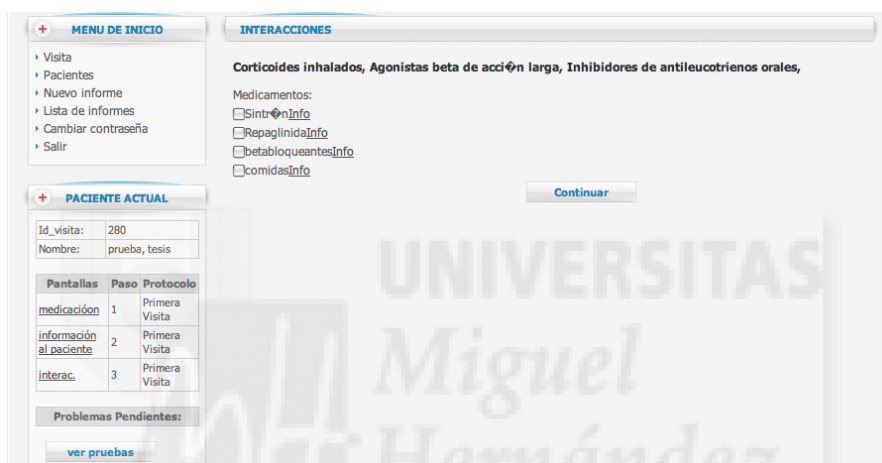 MENU DE INICIO
Visita
Pacientes
Nuevo informe
Lista de informes
Cambiar contraseña
Salir
PACIENTE ACTUAL
Id_visita: 280
Nombre: prueba, tesis
Pantallas Paso Protocolo
medicacióon 1 Primera Visita
información al paciente 2 Primera Visita
interac. 3 Primera Visita
Problemas Pendientes:
ver pruebas
INTERACCIONES
Corticoides inhalados, Agonistas beta de acci�n larga, Inhibidores de antileucotrienos orales,
Medicamentos:
Sintr�nInfo
RepaglinidaInfo
betabloqueantesInfo
comidasInfo
Continuar
UNIVERSITAS
Miguel
Hernández